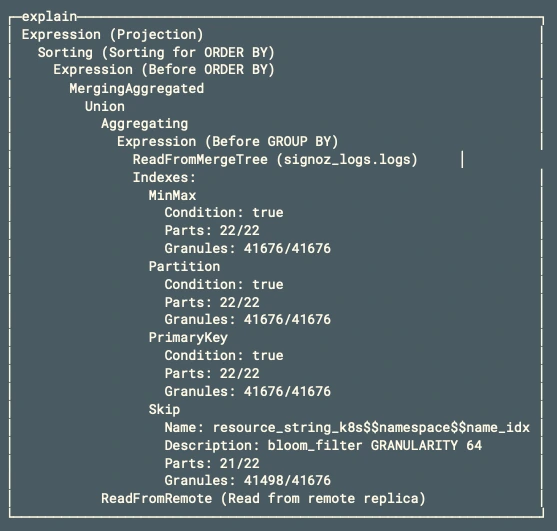 explain
Expression (Projection)
Sorting (Sorting for ORDER BY)
Expression (Before ORDER BY)
MergingAggregated
Union
Aggregating
Expression (Before GROUP BY)
ReadFromMergeTree (signoz_logs.logs)
Indexes:
MinMax
Condition: true
Parts: 22/22
Granules: 41676/41676
Partition
Condition: true
Parts: 22/22
Granules: 41676/41676
PrimaryKey
Condition: true
Parts: 22/22
Granules: 41676/41676
Skip
Name: resource_string_k8s$$namespace$$name_idx
Description: bloom_filter GRANULARITY 64
Parts: 21/22
Granules: 41498/41676
ReadFromRemote (Read from remote replica)